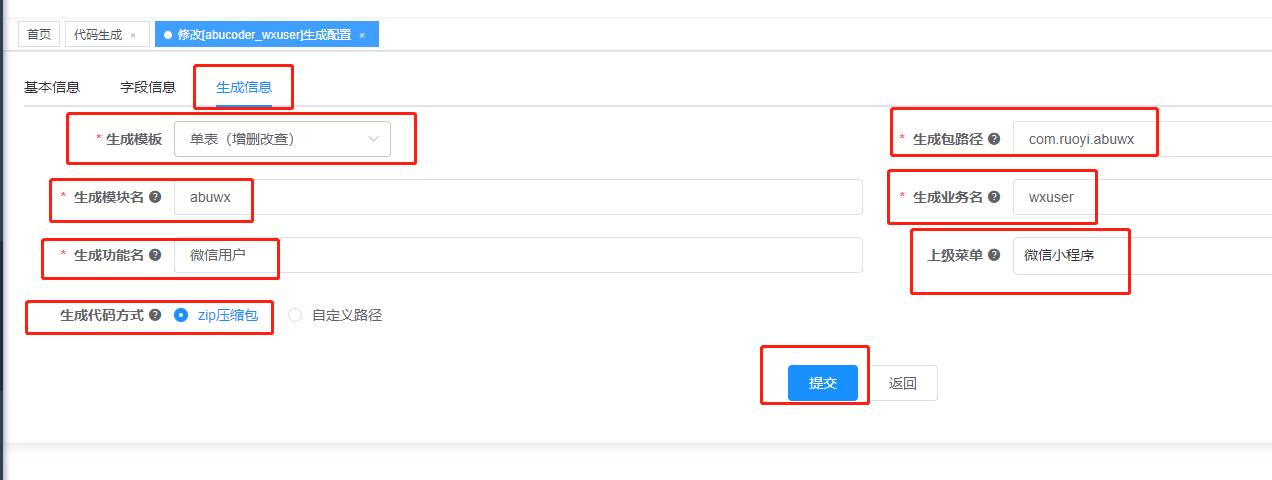 首页 代码生成 × 修改[abucoder_wxuser]生成配置 ×
基本信息 字段信息 生成信息
* 生成模板 单表（增删改查） * 生成包路径 ? com.ruoyi.abuwx
* 生成模块名 ? abuwx * 生成业务名 ? wxuser
* 生成功能名 ? 微信用户 上级菜单 ? 微信小程序
生成代码方式 ? zip压缩包 自定义路径
提交 返回